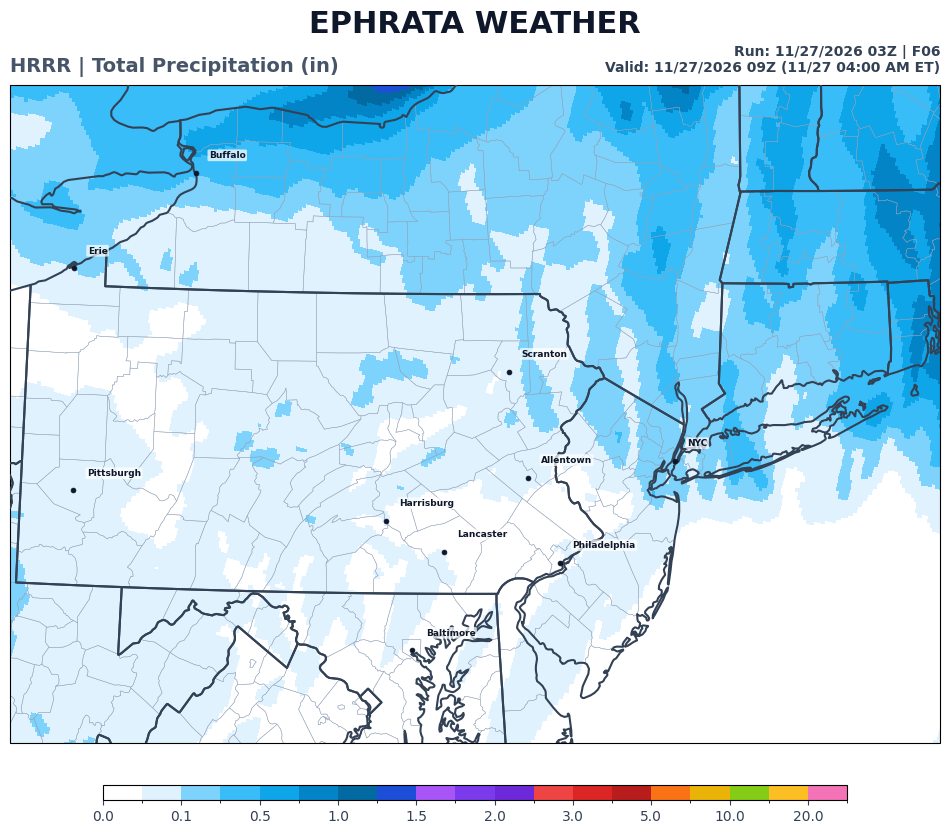 EPHRATA WEATHER
HRRR | Total Precipitation (in)
Run: 11/27/2026 03Z | F06
Valid: 11/27/2026 09Z (11/27 04:00 AM ET)
Buffalo
Erie
Scranton
NYC
Allentown
Pittsburgh
Harrisburg
Lancaster
Philadelphia
Baltimore
0.0 0.1 0.5 1.0 1.5 2.0 3.0 5.0 10.0 20.0